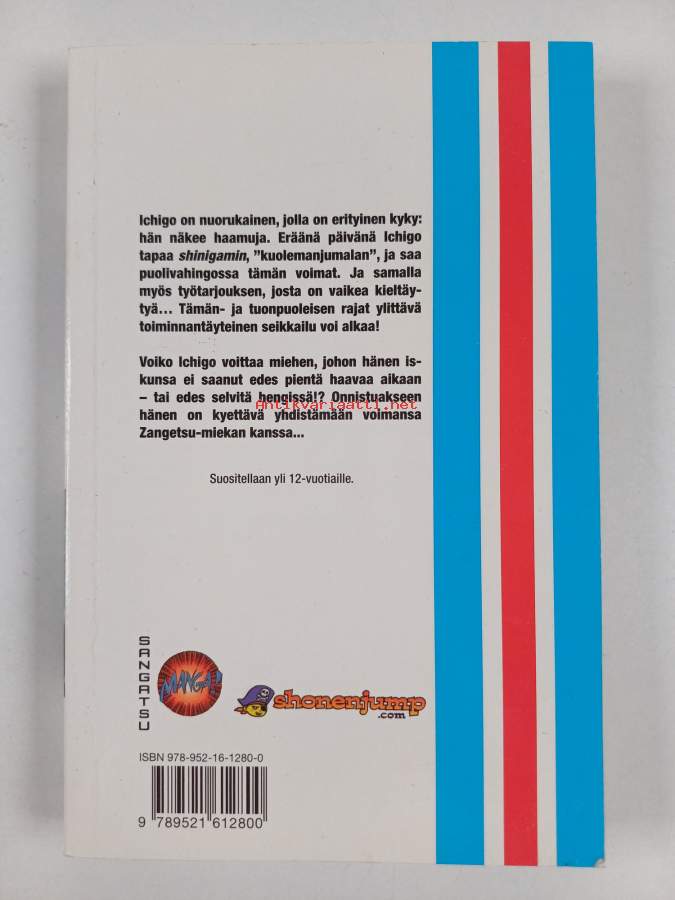 Ichigo on nuorukainen, jolla on erityinen kyky:
hän näkee haamuja. Eräänä päivänä Ichigo
tapaa shinigamin, ”kuolemanjumalan”, ja saa
puolivahingossa tämän voimat. Ja samalla
myös työtarjouksen, josta on vaikea kieltäy-
tyä... Tämän- ja tuonpuoleisen rajat ylittävä
toiminnantäyteinen seikkailu voi alkaa!
Voiko Ichigo voittaa miehen, johon hänen is-
kunsa ei saanut edes pientä haavaa aikaan
– tai edes selvitä hengissä!? Onnistuakseen
Antikvariaatti.net
hänen on kyettävä yhdistämään voimansa
Zangetsu-miekan kanssa...
Suositellaan yli 12-vuotiaille.
SANGATSU
MANGA!
shonenjump
.com
ISBN 978-952-16-1280-0
9 789521 612800